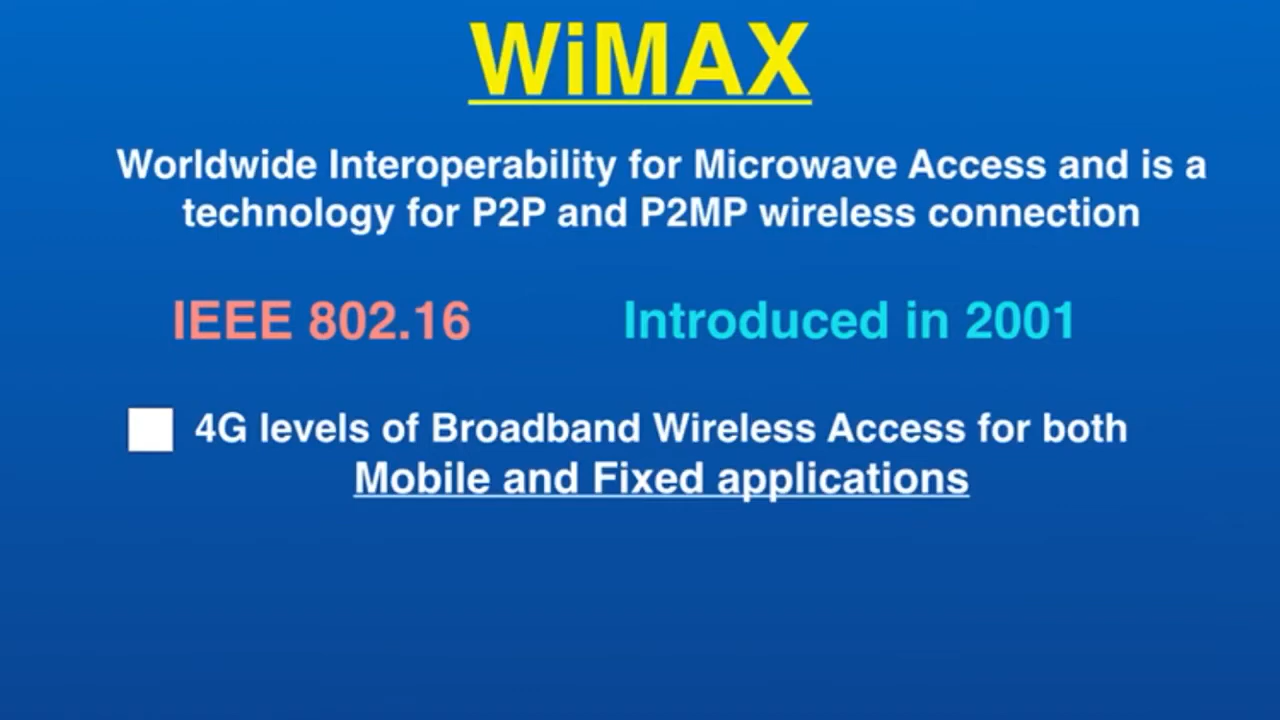 WiMAX
Worldwide Interoperability for Microwave Access and is a
technology for P2P and P2MP wireless connection
IEEE 802.16
Introduced in 2001
4G levels of Broadband Wireless Access for both
Mobile and Fixed applications